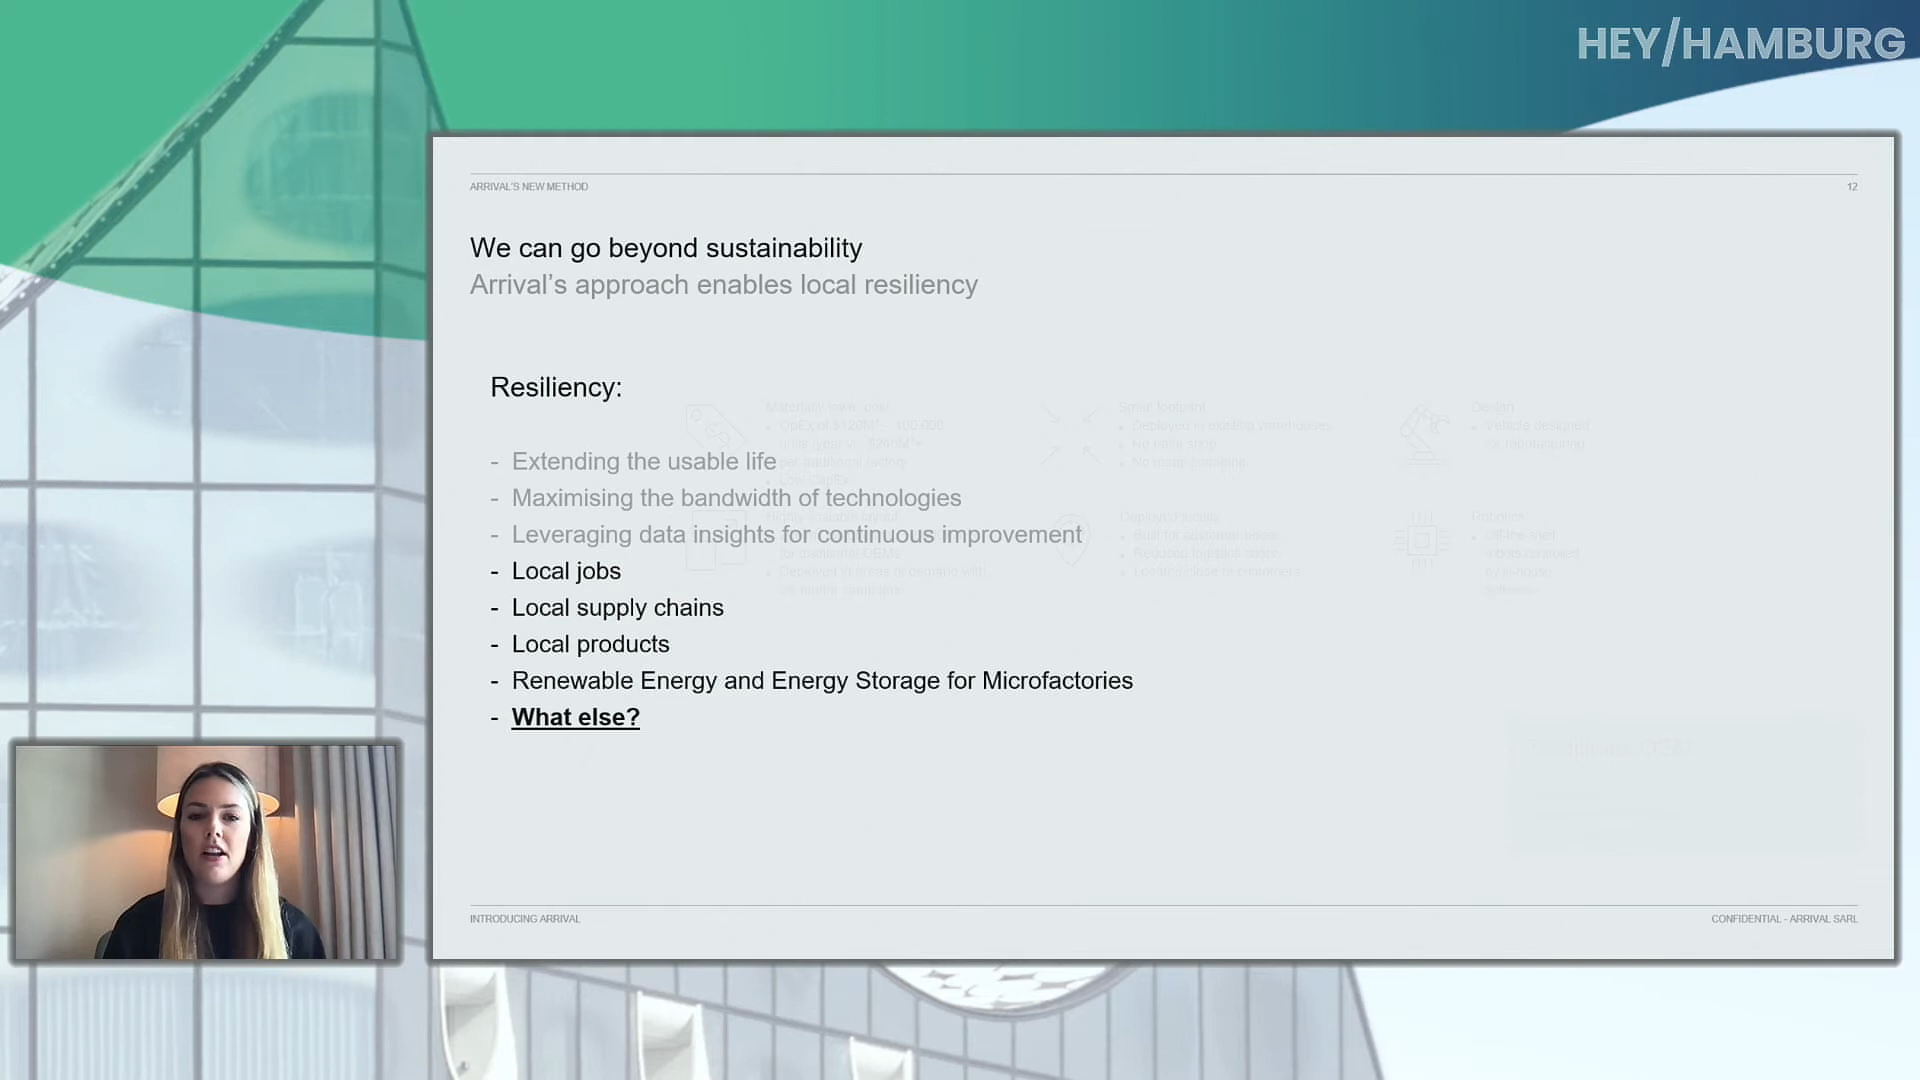 HEY/HAMBURG
ARRIVAL'S NEW METHOD
12
We can go beyond sustainability
Arrival's approach enables local resiliency
Resiliency:
- Extending the usable life
- Maximising the bandwidth of technologies
- Leveraging data insights for continuous improvement
- Local jobs
- Local supply chains
- Local products
- Renewable Energy and Energy Storage for Microfactories
- What else?
INTRODUCING ARRIVAL
CONFIDENTIAL - ARRIVAL SARL